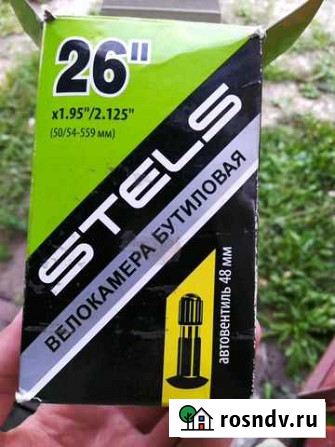 26"
x1.95"/2.125"
(50/54-559 мм)
STELS
ВЕЛОКАМЕРА БУТИЛОВАЯ
автовентиль 48 мм
rosndv.ru